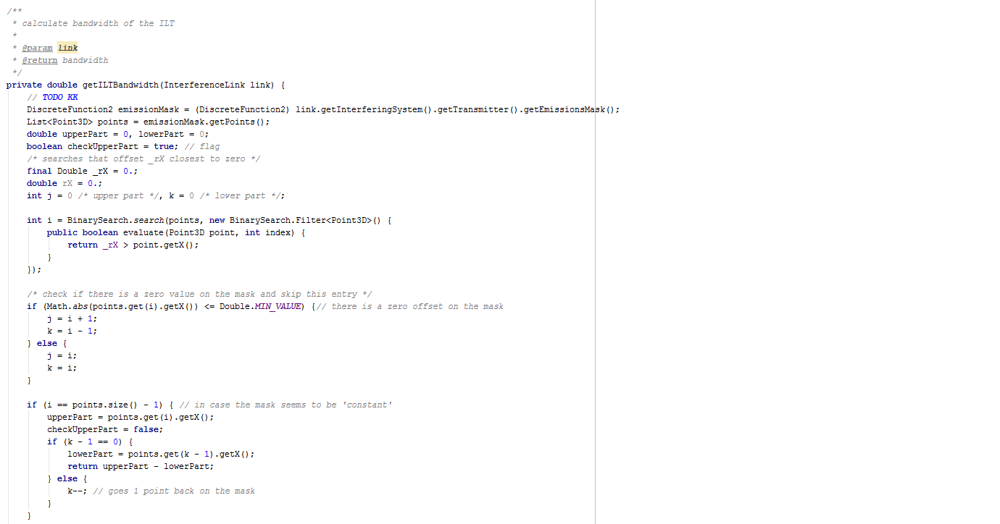 /**
 * calculate bandwidth of the ILT
 *
 * @param link
 * @return bandwidth
 */
private double getILTBandwidth(InterferenceLink link) {
    // TODO KK
    DiscreteFunction2 emissionMask = (DiscreteFunction2) link.getInterferingSystem().getTransmitter().getEmissionsMask();
    List<Point3D> points = emissionMask.getPoints();
    double upperPart = 0, lowerPart = 0;
    boolean checkUpperPart = true; // flag
    /* searches that offset _rX closest to zero */
    final Double _rX = 0.;
    double rX = 0.;
    int j = 0 /* upper part */, k = 0 /* lover part */;
    int i = BinarySearch.search(points, new BinarySearch.Filter<Point3D>() {
        public boolean evaluate(Point3D point, int index) {
            return _rX > point.getX();
        }
    });
    /* check if there is a zero value on the mask and skip this entry */
    if (Math.abs(points.get(i).getX()) <= Double.MIN_VALUE) {// there is a zero offset on the mask
        j = i + 1;
        k = i - 1;
    } else {
        j = i;
        k = i;
    }
    if (i == points.size() - 1) { // in case the mask seems to be 'constant'
        upperPart = points.get(i).getX();
        checkUpperPart = false;
        if (k - 1 == 0) {
            lowerPart = points.get(k - 1).getX();
            return upperPart - lowerPart;
        } else {
            k--; // goes 1 point back on the mask
        }
    }